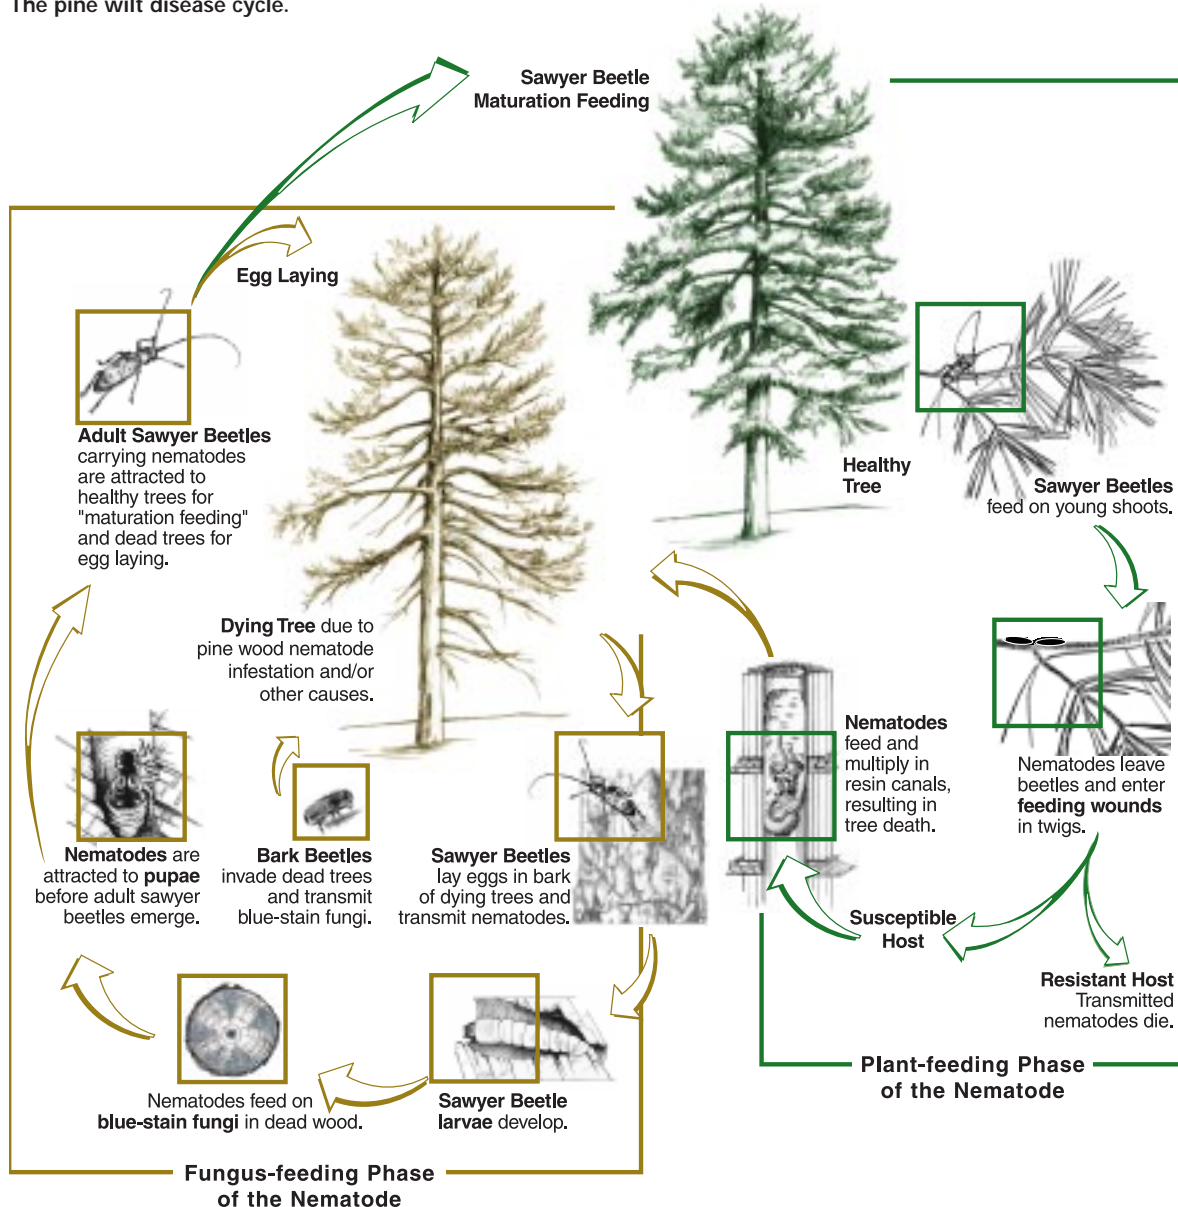 The pine wilt disease cycle.
Sawyer Beetle
Maturation Feeding
Egg Laying
Adult Sawyer Beetles
carrying nematodes
are attracted to
healthy trees for
"maturation feeding"
and dead trees for
egg laying.
Healthy
Tree
Sawyer Beetles
feed on young shoots.
Dying Tree due to
pine wood nematode
infestation and/or
other causes.
Nematodes
feed and
multiply in
resin canals,
resulting in
tree death.
Nematodes leave
beetles and enter
feeding wounds
in twigs.
Nematodes are
attracted to pupae
before adult sawyer
beetles emerge.
Bark Beetles
invade dead trees
and transmit
blue-stain fungi.
Sawyer Beetles
lay eggs in bark
of dying trees and
transmit nematodes.
Susceptible
Host
Resistant Host
Transmitted
nematodes die.
Nematodes feed on
blue-stain fungi in dead wood.
Sawyer Beetle
larvae develop.
Plant-feeding Phase
of the Nematode
Fungus-feeding Phase
of the Nematode